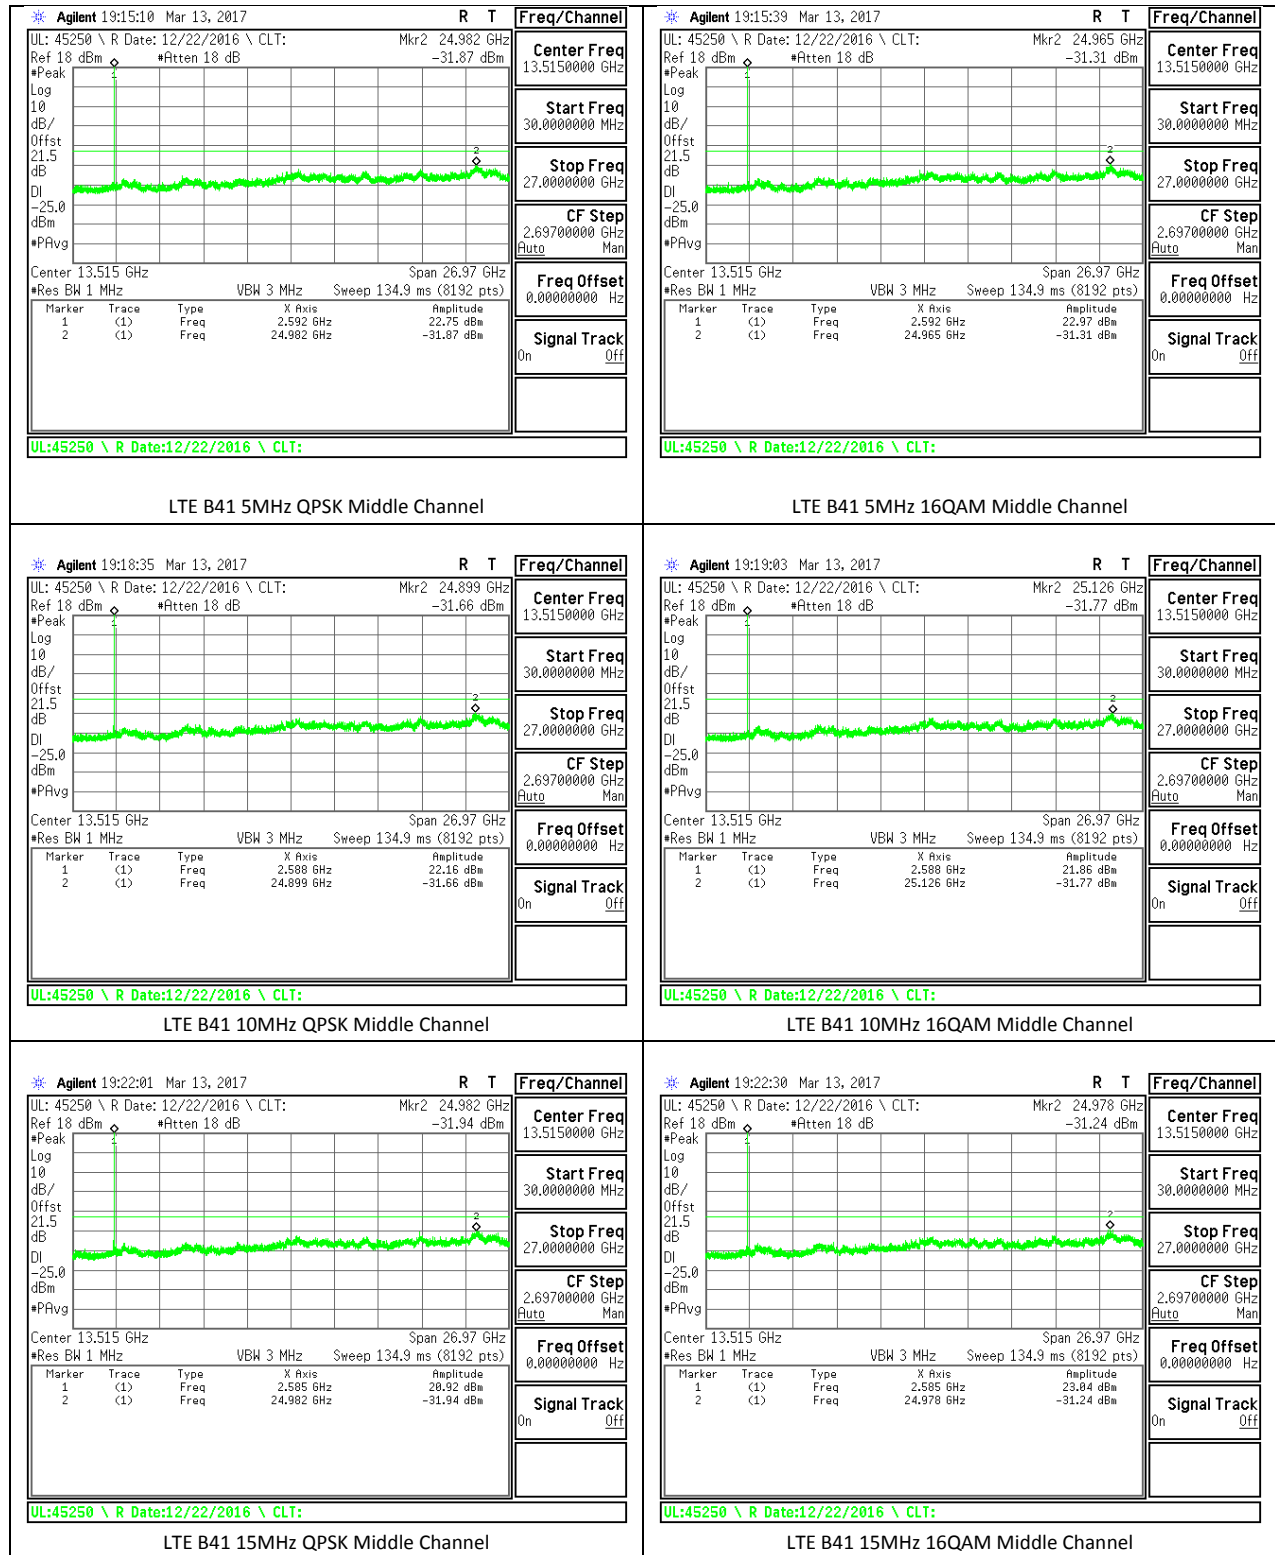 Agilent 19:15:10 Mar 13, 2017 R T Freq/Channel
UL: 45250 \ R Date: 12/22/2016 \ CLT: Mkr2 24.982 GHz
Ref 18 dBm #Atten 18 dB -31.87 dBm
#Peak
Log
10
dB/
Offst
21.5
dB
DI
-25.0
dBm
#PAvg
1
2
Center 13.515 GHz Span 26.97 GHz
#Res BW 1 MHz VBW 3 MHz Sweep 134.9 ms (8192 pts)
Marker Trace Type X Axis Amplitude
1 (1) Freq 2.592 GHz 22.75 dBm
2 (1) Freq 24.982 GHz -31.87 dBm
Center Freq
13.5150000 GHz
Start Freq
30.0000000 MHz
Stop Freq
27.0000000 GHz
CF Step
2.69700000 GHz
Auto Man
Freq Offset
0.00000000 Hz
Signal Track
On Off
UL:45250 \ R Date:12/22/2016 \ CLT:
LTE B41 5MHz QPSK Middle Channel
Agilent 19:15:39 Mar 13, 2017 R T Freq/Channel
UL: 45250 \ R Date: 12/22/2016 \ CLT: Mkr2 24.965 GHz
Ref 18 dBm #Atten 18 dB -31.31 dBm
#Peak
Log
10
dB/
Offst
21.5
dB
DI
-25.0
dBm
#PAvg
1
2
Center 13.515 GHz Span 26.97 GHz
#Res BW 1 MHz VBW 3 MHz Sweep 134.9 ms (8192 pts)
Marker Trace Type X Axis Amplitude
1 (1) Freq 2.592 GHz 22.97 dBm
2 (1) Freq 24.965 GHz -31.31 dBm
Center Freq
13.5150000 GHz
Start Freq
30.0000000 MHz
Stop Freq
27.0000000 GHz
CF Step
2.69700000 GHz
Auto Man
Freq Offset
0.00000000 Hz
Signal Track
On Off
UL:45250 \ R Date:12/22/2016 \ CLT:
LTE B41 5MHz 16QAM Middle Channel
Agilent 19:18:35 Mar 13, 2017 R T Freq/Channel
UL: 45250 \ R Date: 12/22/2016 \ CLT: Mkr2 24.899 GHz
Ref 18 dBm #Atten 18 dB -31.66 dBm
#Peak
Log
10
dB/
Offst
21.5
dB
DI
-25.0
dBm
#PAvg
1
2
Center 13.515 GHz Span 26.97 GHz
#Res BW 1 MHz VBW 3 MHz Sweep 134.9 ms (8192 pts)
Marker Trace Type X Axis Amplitude
1 (1) Freq 2.588 GHz 22.16 dBm
2 (1) Freq 24.899 GHz -31.66 dBm
Center Freq
13.5150000 GHz
Start Freq
30.0000000 MHz
Stop Freq
27.0000000 GHz
CF Step
2.69700000 GHz
Auto Man
Freq Offset
0.00000000 Hz
Signal Track
On Off
UL:45250 \ R Date:12/22/2016 \ CLT:
LTE B41 10MHz QPSK Middle Channel
Agilent 19:19:03 Mar 13, 2017 R T Freq/Channel
UL: 45250 \ R Date: 12/22/2016 \ CLT: Mkr2 25.126 GHz
Ref 18 dBm #Atten 18 dB -31.77 dBm
#Peak
Log
10
dB/
Offst
21.5
dB
DI
-25.0
dBm
#PAvg
1
2
Center 13.515 GHz Span 26.97 GHz
#Res BW 1 MHz VBW 3 MHz Sweep 134.9 ms (8192 pts)
Marker Trace Type X Axis Amplitude
1 (1) Freq 2.588 GHz 21.86 dBm
2 (1) Freq 25.126 GHz -31.77 dBm
Center Freq
13.5150000 GHz
Start Freq
30.0000000 MHz
Stop Freq
27.0000000 GHz
CF Step
2.69700000 GHz
Auto Man
Freq Offset
0.00000000 Hz
Signal Track
On Off
UL:45250 \ R Date:12/22/2016 \ CLT:
LTE B41 10MHz 16QAM Middle Channel
Agilent 19:22:01 Mar 13, 2017 R T Freq/Channel
UL: 45250 \ R Date: 12/22/2016 \ CLT: Mkr2 24.982 GHz
Ref 18 dBm #Atten 18 dB -31.94 dBm
#Peak
Log
10
dB/
Offst
21.5
dB
DI
-25.0
dBm
#PAvg
1
2
Center 13.515 GHz Span 26.97 GHz
#Res BW 1 MHz VBW 3 MHz Sweep 134.9 ms (8192 pts)
Marker Trace Type X Axis Amplitude
1 (1) Freq 2.585 GHz 20.92 dBm
2 (1) Freq 24.982 GHz -31.94 dBm
Center Freq
13.5150000 GHz
Start Freq
30.0000000 MHz
Stop Freq
27.0000000 GHz
CF Step
2.69700000 GHz
Auto Man
Freq Offset
0.00000000 Hz
Signal Track
On Off
UL:45250 \ R Date:12/22/2016 \ CLT:
LTE B41 15MHz QPSK Middle Channel
Agilent 19:22:30 Mar 13, 2017 R T Freq/Channel
UL: 45250 \ R Date: 12/22/2016 \ CLT: Mkr2 24.978 GHz
Ref 18 dBm #Atten 18 dB -31.24 dBm
#Peak
Log
10
dB/
Offst
21.5
dB
DI
-25.0
dBm
#PAvg
1
2
Center 13.515 GHz Span 26.97 GHz
#Res BW 1 MHz VBW 3 MHz Sweep 134.9 ms (8192 pts)
Marker Trace Type X Axis Amplitude
1 (1) Freq 2.585 GHz 23.04 dBm
2 (1) Freq 24.978 GHz -31.24 dBm
Center Freq
13.5150000 GHz
Start Freq
30.0000000 MHz
Stop Freq
27.0000000 GHz
CF Step
2.69700000 GHz
Auto Man
Freq Offset
0.00000000 Hz
Signal Track
On Off
UL:45250 \ R Date:12/22/2016 \ CLT:
LTE B41 15MHz 16QAM Middle Channel